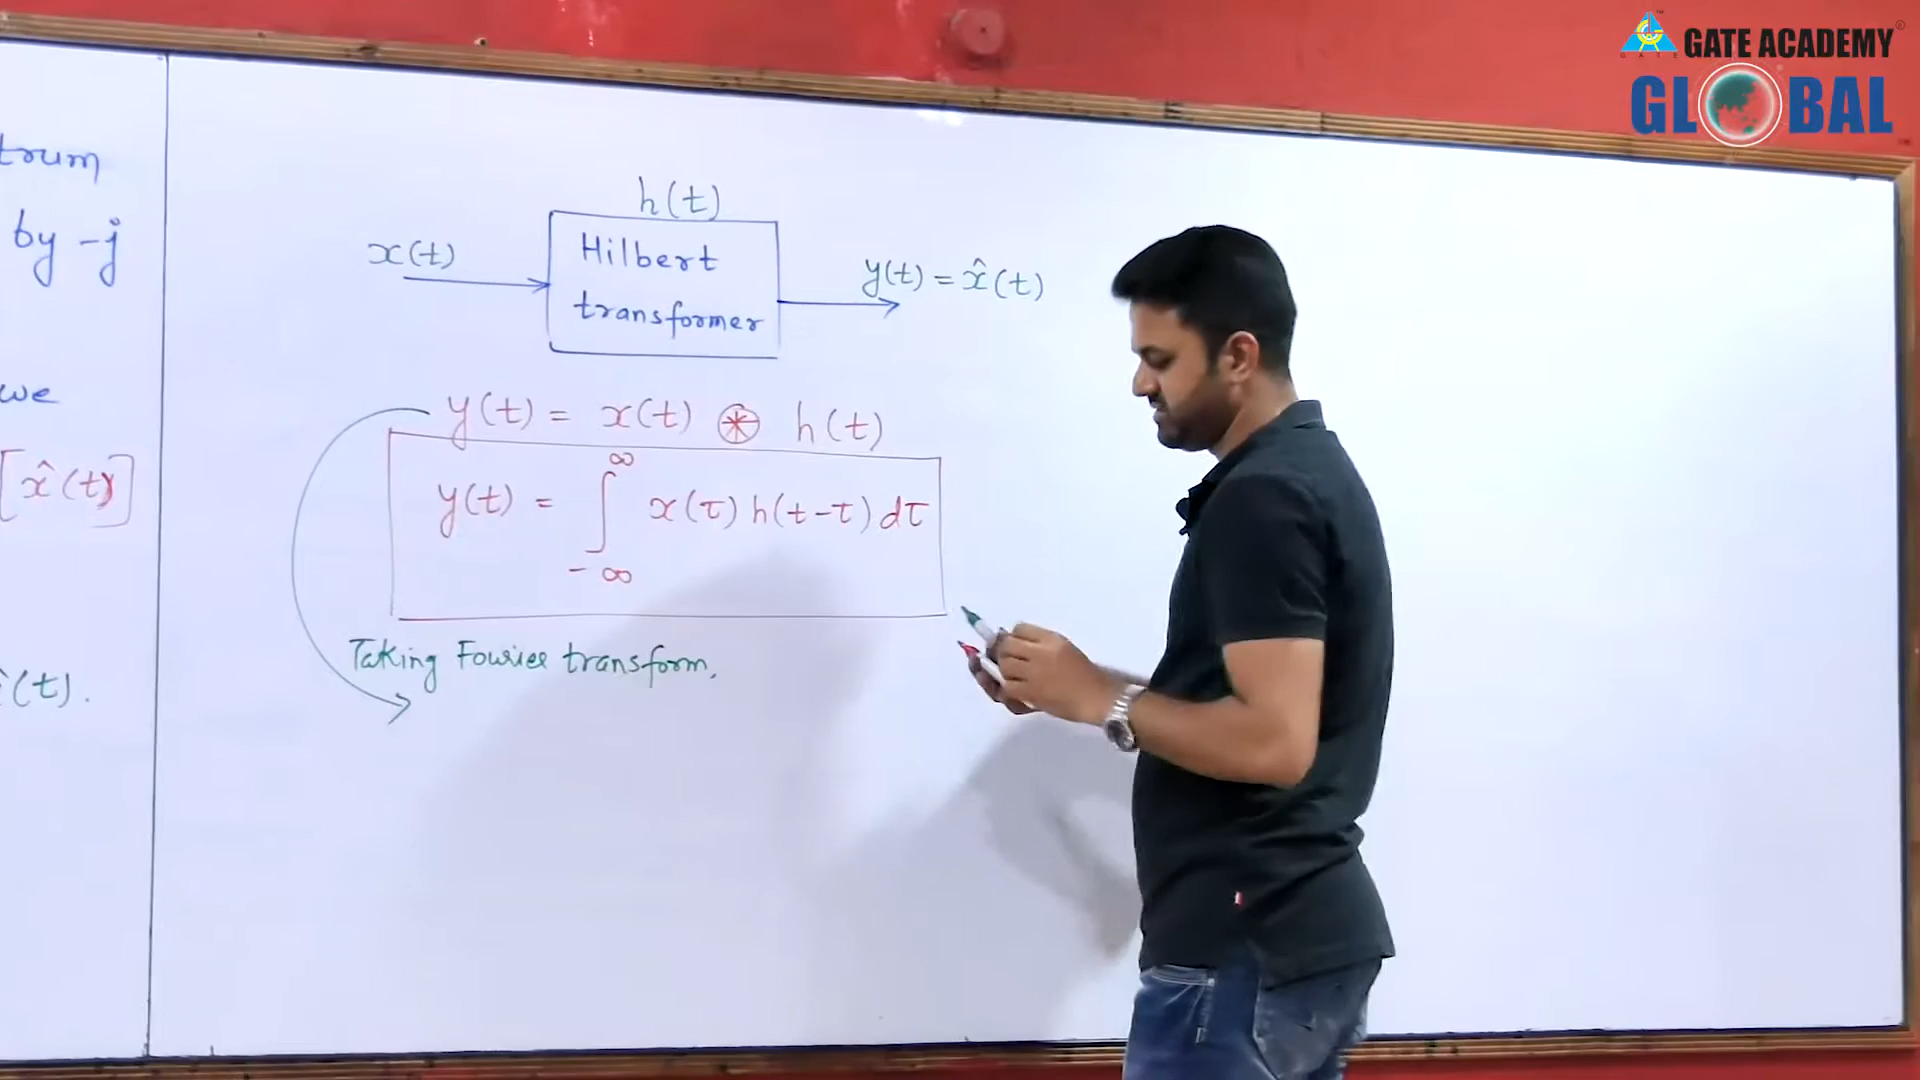 GATE ACADEMY
GLOBAL
trum
by -j
we
[x̂(t)]
(t).
h(t)
x(t)
Hilbert
transformer
y(t) = x̂(t)
y(t) = x(t) ⊛ h(t)
y(t) = ∫_{-∞}^{∞} x(τ) h(t-τ) dτ
Taking Fourier transform,